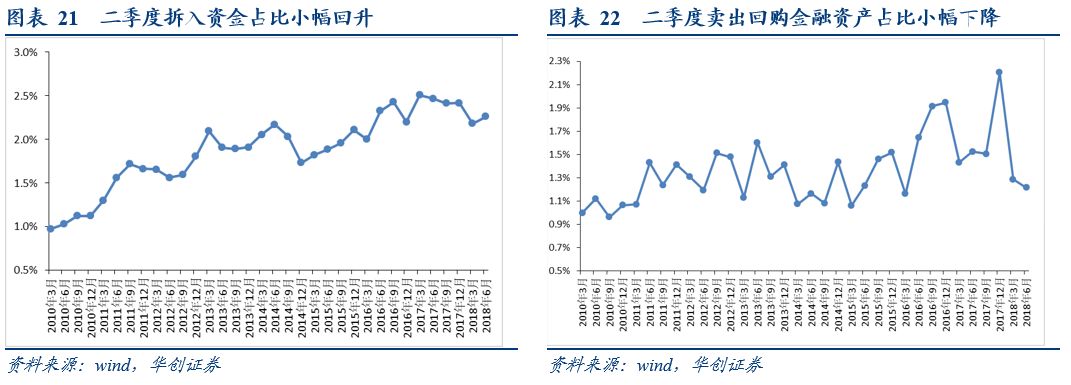 图表 21 二季度拆入资金占比小幅回升
3.0%
2.5%
2.0%
1.5%
1.0%
0.5%
2010年3月
2010年6月
2010年9月
2010年12月
2011年3月
2011年6月
2011年9月
2011年12月
2012年3月
2012年6月
2012年9月
2012年12月
2013年3月
2013年6月
2013年9月
2013年12月
2014年3月
2014年6月
2014年9月
2014年12月
2015年3月
2015年6月
2015年9月
2015年12月
2016年3月
2016年6月
2016年9月
2016年12月
2017年3月
2017年6月
2017年9月
2017年12月
2018年3月
2018年6月
资料来源：wind，华创证券
图表 22 二季度卖出回购金融资产占比小幅下降
2.3%
2.1%
1.9%
1.7%
1.5%
1.3%
1.1%
0.9%
0.7%
0.5%
2010年3月
2010年6月
2010年9月
2010年12月
2011年3月
2011年6月
2011年9月
2011年12月
2012年3月
2012年6月
2012年9月
2012年12月
2013年3月
2013年6月
2013年9月
2013年12月
2014年3月
2014年6月
2014年9月
2014年12月
2015年3月
2015年6月
2015年9月
2015年12月
2016年3月
2016年6月
2016年9月
2016年12月
2017年3月
2017年6月
2017年9月
2017年12月
2018年3月
2018年6月
资料来源：wind，华创证券